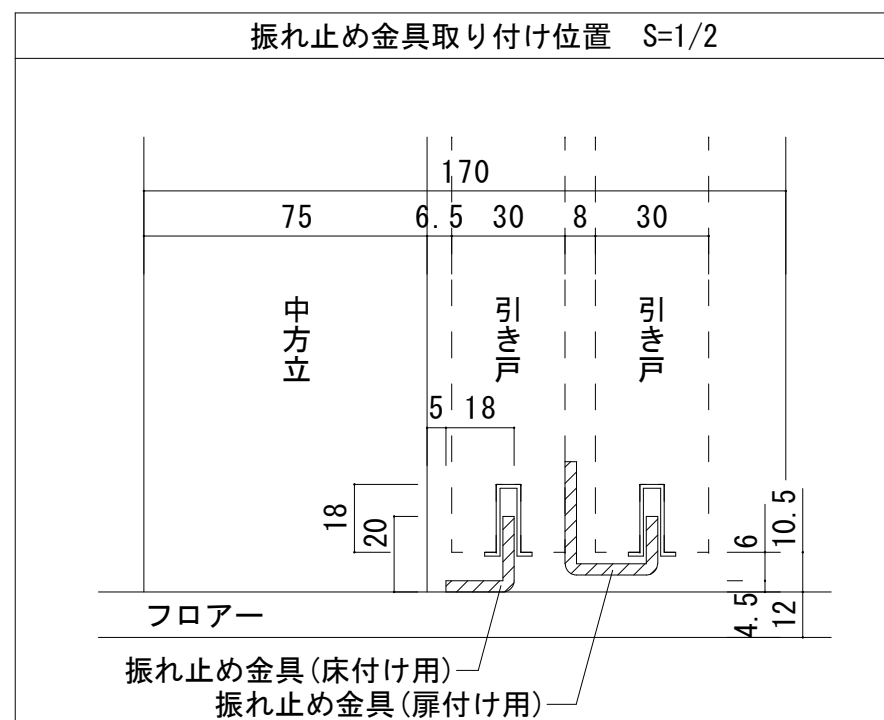 振れ止め金具取り付け位置 S=1/2
170
75 6.5 30 8 30
中方立
引き戸
引き戸
5 18
18
20
6
10.5
4.5
12
フロアー
振れ止め金具(床付け用)
振れ止め金具(扉付け用)